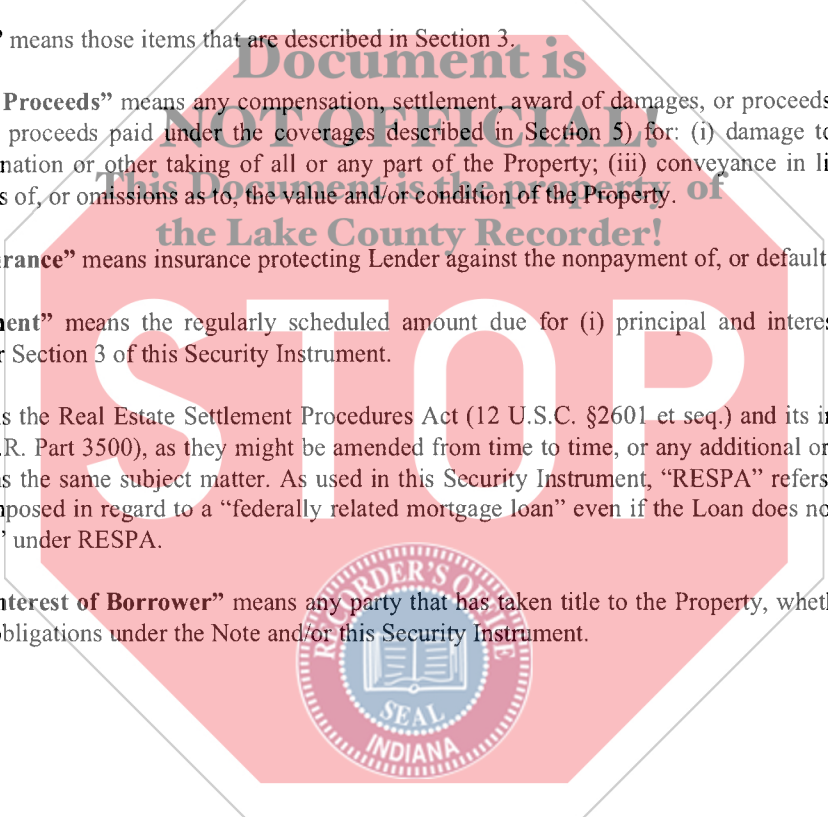 ” means those items that are described in Section 3.
Document is
Proceeds” means any compensation, settlement, award of damages, or proceeds
NOT OFFICIAL!
proceeds paid under the coverages described in Section 5) for: (i) damage to
nation or other taking of all or any part of the Property; (iii) conveyance in li
This Document is the property of
s of, or omissions as to, the value and/or condition of the Property.
the Lake County Recorder!
rance” means insurance protecting Lender against the nonpayment of, or default
ment” means the regularly scheduled amount due for (i) principal and interes
r Section 3 of this Security Instrument.
STOP
s the Real Estate Settlement Procedures Act (12 U.S.C. §2601 et seq.) and its i
.R. Part 3500), as they might be amended from time to time, or any additional or
s the same subject matter. As used in this Security Instrument, “RESPA” refers
posed in regard to a “federally related mortgage loan” even if the Loan does no
” under RESPA.
nterest of Borrower” means any party that has taken title to the Property, wheth
bligations under the Note and/or this Security Instrument.
RECORDER'S OFFICE
SEAL
INDIANA